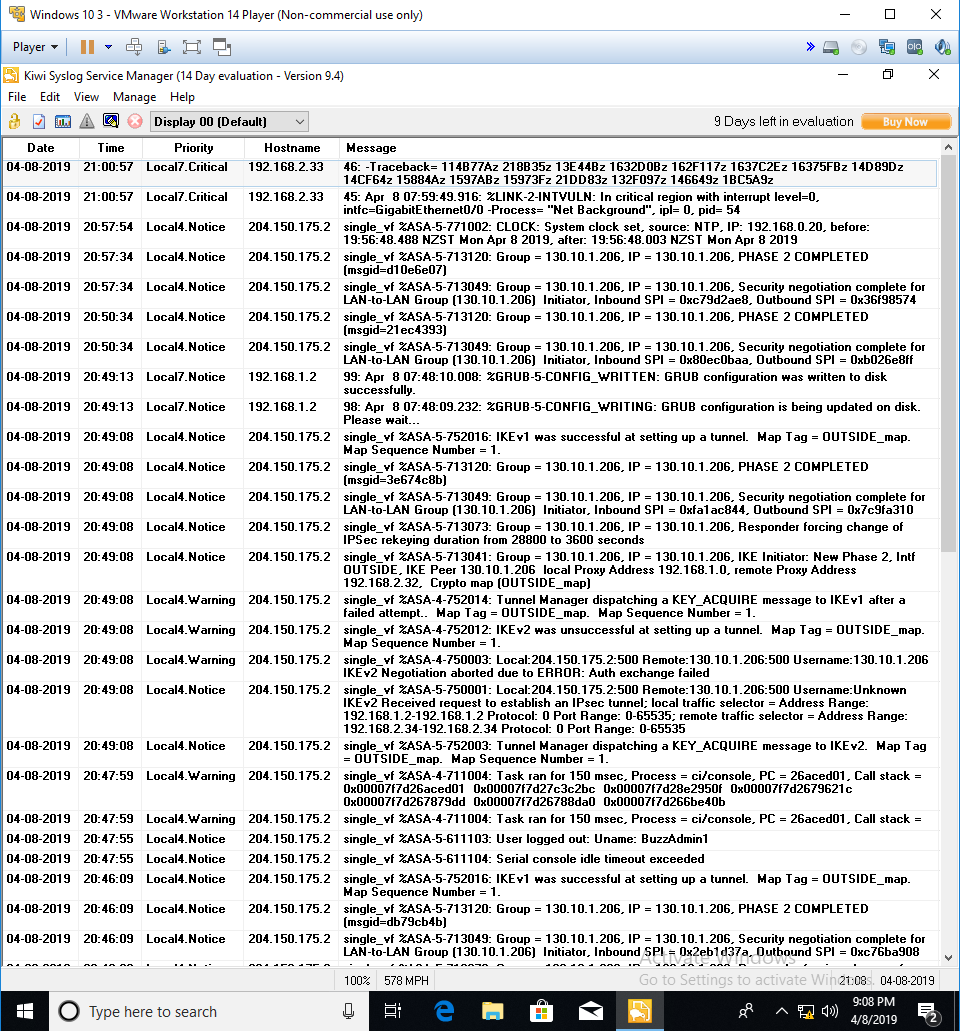 Windows 10 3 - VMware Workstation 14 Player (Non-commercial use only)
Player
Kiwi Syslog Service Manager (14 Day evaluation - Version 9.4)
File Edit View Manage Help
Display 00 (Default) 9 Days left in evaluation Buy Now
Date Time Priority Hostname Message
04-08-2019 21:00:57 Local7.Critical 192.168.2.33 46: -Traceback= 114B77Az 218B35z 13E44Bz 1632D0Bz 162F117z 1637C2Ez 16375FBz 14D89Dz
14CF64z 15884Az 1597ABz 15973Fz 21DD83z 132F097z 146649z 1BC5A9z
04-08-2019 21:00:57 Local7.Critical 192.168.2.33 45: Apr 8 07:59:49.916: %LINK-2-INTVULN: In critical region with interrupt level=0,
intfc=GigabitEthernet0/0 -Process= "Net Background", ipl= 0, pid= 54
04-08-2019 20:57:54 Local4.Notice 204.150.175.2 single_vf %ASA-5-771002: CLOCK: System clock set, source: NTP, IP: 192.168.0.20, before:
19:56:48.488 NZST Mon Apr 8 2019, after: 19:56:48.003 NZST Mon Apr 8 2019
04-08-2019 20:57:34 Local4.Notice 204.150.175.2 single_vf %ASA-5-713120: Group = 130.10.1.206, IP = 130.10.1.206, PHASE 2 COMPLETED
(msgid=d10e6e07)
04-08-2019 20:57:34 Local4.Notice 204.150.175.2 single_vf %ASA-5-713049: Group = 130.10.1.206, IP = 130.10.1.206, Security negotiation complete for
LAN-to-LAN Group (130.10.1.206) Initiator, Inbound SPI = 0xc79d2ae8, Outbound SPI = 0x36f98574
04-08-2019 20:50:34 Local4.Notice 204.150.175.2 single_vf %ASA-5-713120: Group = 130.10.1.206, IP = 130.10.1.206, PHASE 2 COMPLETED
(msgid=21ec4393)
04-08-2019 20:50:34 Local4.Notice 204.150.175.2 single_vf %ASA-5-713049: Group = 130.10.1.206, IP = 130.10.1.206, Security negotiation complete for
LAN-to-LAN Group (130.10.1.206) Initiator, Inbound SPI = 0x80ec0baa, Outbound SPI = 0xb026e8ff
04-08-2019 20:49:13 Local7.Notice 192.168.1.2 99: Apr 8 07:48:10.008: %GRUB-5-CONFIG_WRITTEN: GRUB configuration was written to disk
successfully.
04-08-2019 20:49:13 Local7.Notice 192.168.1.2 98: Apr 8 07:48:09.232: %GRUB-5-CONFIG_WRITING: GRUB configuration is being updated on disk.
Please wait...
04-08-2019 20:49:08 Local4.Notice 204.150.175.2 single_vf %ASA-5-752016: IKEv1 was successful at setting up a tunnel. Map Tag = OUTSIDE_map.
Map Sequence Number = 1.
04-08-2019 20:49:08 Local4.Notice 204.150.175.2 single_vf %ASA-5-713120: Group = 130.10.1.206, IP = 130.10.1.206, PHASE 2 COMPLETED
(msgid=3e674c8b)
04-08-2019 20:49:08 Local4.Notice 204.150.175.2 single_vf %ASA-5-713049: Group = 130.10.1.206, IP = 130.10.1.206, Security negotiation complete for
LAN-to-LAN Group (130.10.1.206) Initiator, Inbound SPI = 0xfa1ac844, Outbound SPI = 0x7c9fa310
04-08-2019 20:49:08 Local4.Notice 204.150.175.2 single_vf %ASA-5-713073: Group = 130.10.1.206, IP = 130.10.1.206, Responder forcing change of
IPSec rekeying duration from 28800 to 3600 seconds
04-08-2019 20:49:08 Local4.Notice 204.150.175.2 single_vf %ASA-5-713041: Group = 130.10.1.206, IP = 130.10.1.206, IKE Initiator: New Phase 2, Intf
OUTSIDE, IKE Peer 130.10.1.206 local Proxy Address 192.168.1.0, remote Proxy Address
192.168.2.32, Crypto map (OUTSIDE_map)
04-08-2019 20:49:08 Local4.Warning 204.150.175.2 single_vf %ASA-4-752014: Tunnel Manager dispatching a KEY_ACQUIRE message to IKEv1 after a
failed attempt.. Map Tag = OUTSIDE_map. Map Sequence Number = 1.
04-08-2019 20:49:08 Local4.Warning 204.150.175.2 single_vf %ASA-4-752012: IKEv2 was unsuccessful at setting up a tunnel. Map Tag = OUTSIDE_map.
Map Sequence Number = 1.
04-08-2019 20:49:08 Local4.Warning 204.150.175.2 single_vf %ASA-4-750003: Local:204.150.175.2:500 Remote:130.10.1.206:500 Username:130.10.1.206
IKEv2 Negotiation aborted due to ERROR: Auth exchange failed
04-08-2019 20:49:08 Local4.Notice 204.150.175.2 single_vf %ASA-5-750001: Local:204.150.175.2:500 Remote:130.10.1.206:500 Username:Unknown
IKEv2 Received request to establish an IPsec tunnel; local traffic selector = Address Range:
192.168.1.2-192.168.1.2 Protocol: 0 Port Range: 0-65535; remote traffic selector = Address Range:
192.168.2.34-192.168.2.34 Protocol: 0 Port Range: 0-65535
04-08-2019 20:49:08 Local4.Notice 204.150.175.2 single_vf %ASA-5-752003: Tunnel Manager dispatching a KEY_ACQUIRE message to IKEv2. Map Tag
= OUTSIDE_map. Map Sequence Number = 1.
04-08-2019 20:47:59 Local4.Warning 204.150.175.2 single_vf %ASA-4-711004: Task ran for 150 msec, Process = ci/console, PC = 26aced01, Call stack =
0x00007f7d26aced01 0x00007f7d27c3c2bc 0x00007f7d28e2950f 0x00007f7d2679621c
0x00007f7d267879dd 0x00007f7d26788da0 0x00007f7d266be40b
04-08-2019 20:47:59 Local4.Warning 204.150.175.2 single_vf %ASA-4-711004: Task ran for 150 msec, Process = ci/console, PC = 26aced01, Call stack =
04-08-2019 20:47:55 Local4.Notice 204.150.175.2 single_vf %ASA-5-611103: User logged out: Uname: BuzzAdmin1
04-08-2019 20:47:55 Local4.Notice 204.150.175.2 single_vf %ASA-5-611104: Serial console idle timeout exceeded
04-08-2019 20:46:09 Local4.Notice 204.150.175.2 single_vf %ASA-5-752016: IKEv1 was successful at setting up a tunnel. Map Tag = OUTSIDE_map.
Map Sequence Number = 1.
04-08-2019 20:46:09 Local4.Notice 204.150.175.2 single_vf %ASA-5-713120: Group = 130.10.1.206, IP = 130.10.1.206, PHASE 2 COMPLETED
(msgid=db79cb4b)
04-08-2019 20:46:09 Local4.Notice 204.150.175.2 single_vf %ASA-5-713049: Group = 130.10.1.206, IP = 130.10.1.206, Security negotiation complete for
LAN-to-LAN Group (130.10.1.206) Initiator, Inbound SPI = 0x2eb1d37a, Outbound SPI = 0xc76ba908
Activate Windows
Go to Settings to activate Windows.
100% 578 MPH 21:08 04-08-2019
Type here to search
9:08 PM
4/8/2019
2